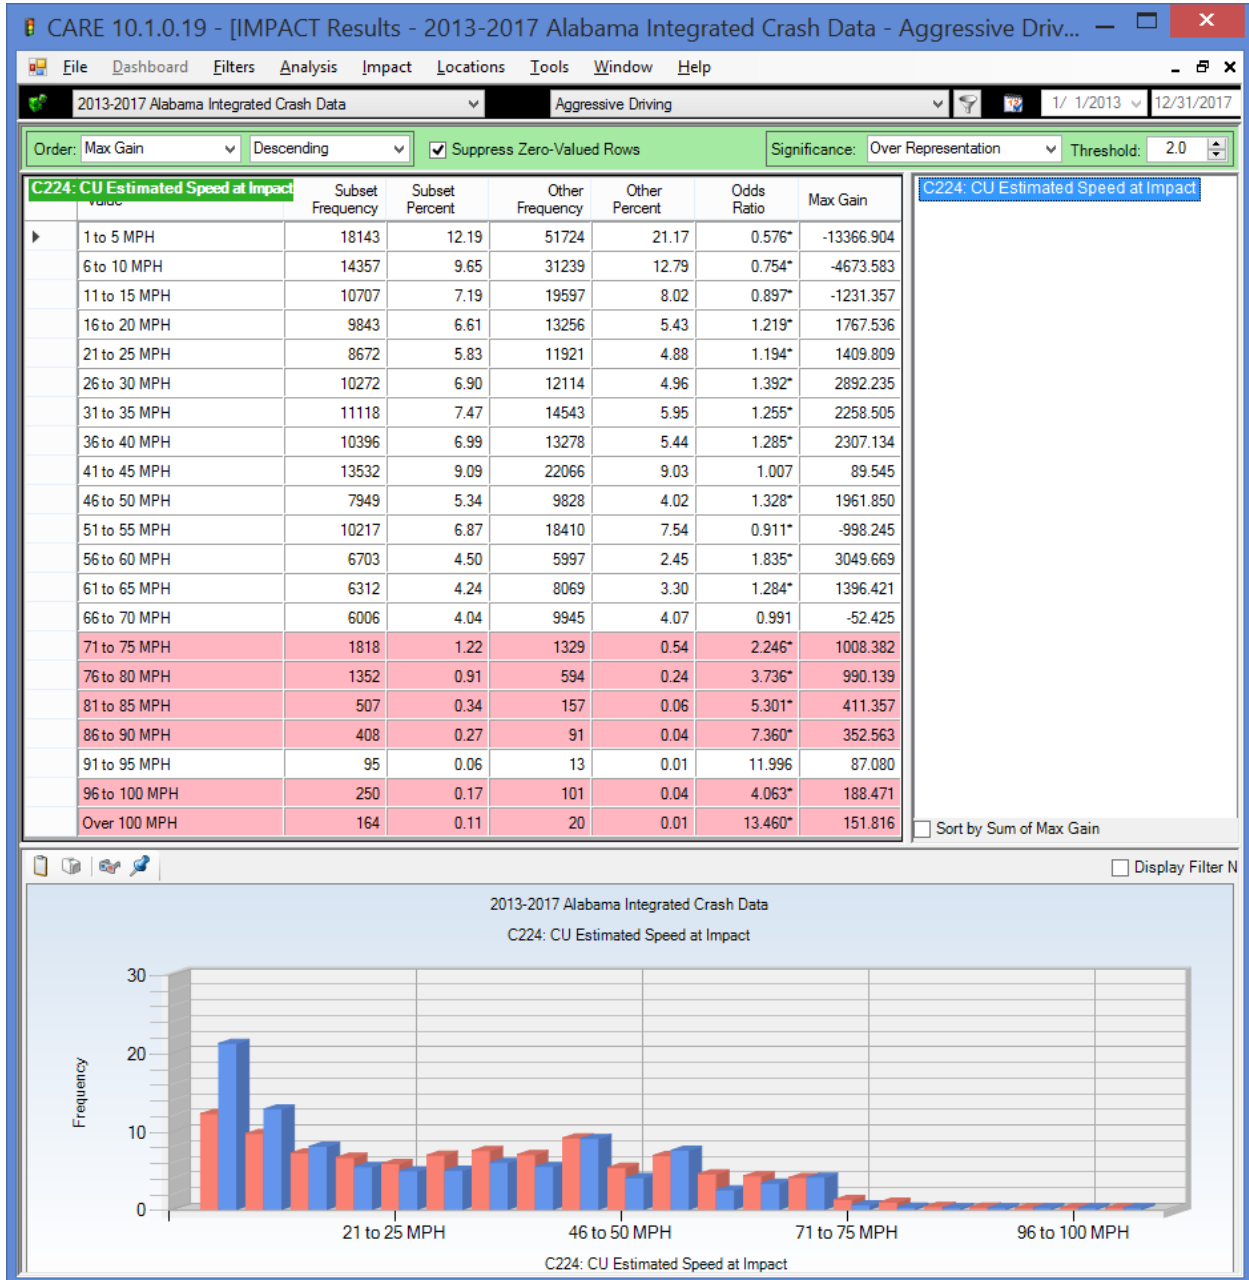 CARE 10.1.0.19 - [IMPACT Results - 2013-2017 Alabama Integrated Crash Data - Aggressive Driv...
File Dashboard Filters Analysis Impact Locations Tools Window Help
2013-2017 Alabama Integrated Crash Data Aggressive Driving 1/ 1/2013 12/31/2017
Order: Max Gain Descending Suppress Zero-Valued Rows Significance: Over Representation Threshold: 2.0
C224: CU Estimated Speed at Impact Subset Frequency Subset Percent Other Frequency Other Percent Odds Ratio Max Gain
1 to 5 MPH 18143 12.19 51724 21.17 0.576* -13366.904
6 to 10 MPH 14357 9.65 31239 12.79 0.754* -4673.583
11 to 15 MPH 10707 7.19 19597 8.02 0.897* -1231.357
16 to 20 MPH 9843 6.61 13256 5.43 1.219* 1767.536
21 to 25 MPH 8672 5.83 11921 4.88 1.194* 1409.809
26 to 30 MPH 10272 6.90 12114 4.96 1.392* 2892.235
31 to 35 MPH 11118 7.47 14543 5.95 1.255* 2258.505
36 to 40 MPH 10396 6.99 13278 5.44 1.285* 2307.134
41 to 45 MPH 13532 9.09 22066 9.03 1.007 89.545
46 to 50 MPH 7949 5.34 9828 4.02 1.328* 1961.850
51 to 55 MPH 10217 6.87 18410 7.54 0.911* -998.245
56 to 60 MPH 6703 4.50 5997 2.45 1.835* 3049.669
61 to 65 MPH 6312 4.24 8069 3.30 1.284* 1396.421
66 to 70 MPH 6006 4.04 9945 4.07 0.991 -52.425
71 to 75 MPH 1818 1.22 1329 0.54 2.246* 1008.382
76 to 80 MPH 1352 0.91 594 0.24 3.736* 990.139
81 to 85 MPH 507 0.34 157 0.06 5.301* 411.357
86 to 90 MPH 408 0.27 91 0.04 7.360* 352.563
91 to 95 MPH 95 0.06 13 0.01 11.996 87.080
96 to 100 MPH 250 0.17 101 0.04 4.063* 188.471
Over 100 MPH 164 0.11 20 0.01 13.460* 151.816
C224: CU Estimated Speed at Impact
Sort by Sum of Max Gain
Display Filter N
2013-2017 Alabama Integrated Crash Data
C224: CU Estimated Speed at Impact
30
20
10
0
Frequency
21 to 25 MPH 46 to 50 MPH 71 to 75 MPH 96 to 100 MPH
C224: CU Estimated Speed at Impact